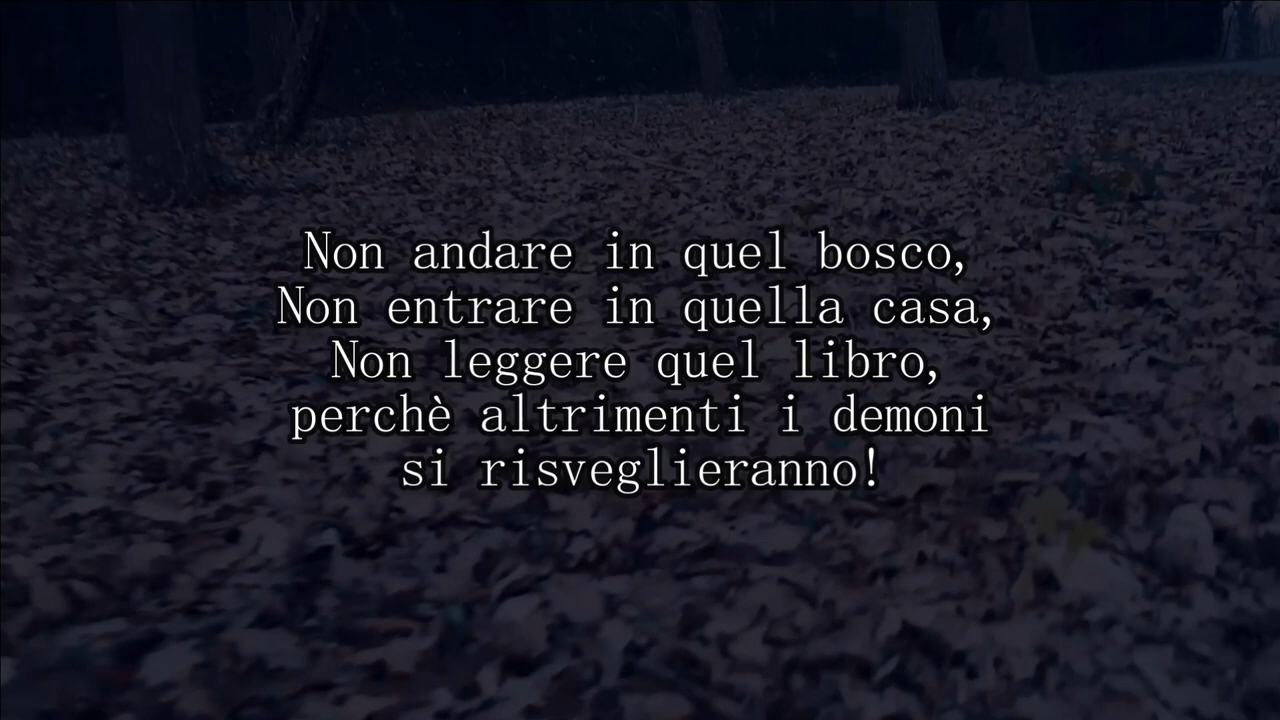 Non andare in quel bosco,
Non entrare in quella casa,
Non leggere quel libro,
perchè altrimenti i demoni
si risveglieranno!